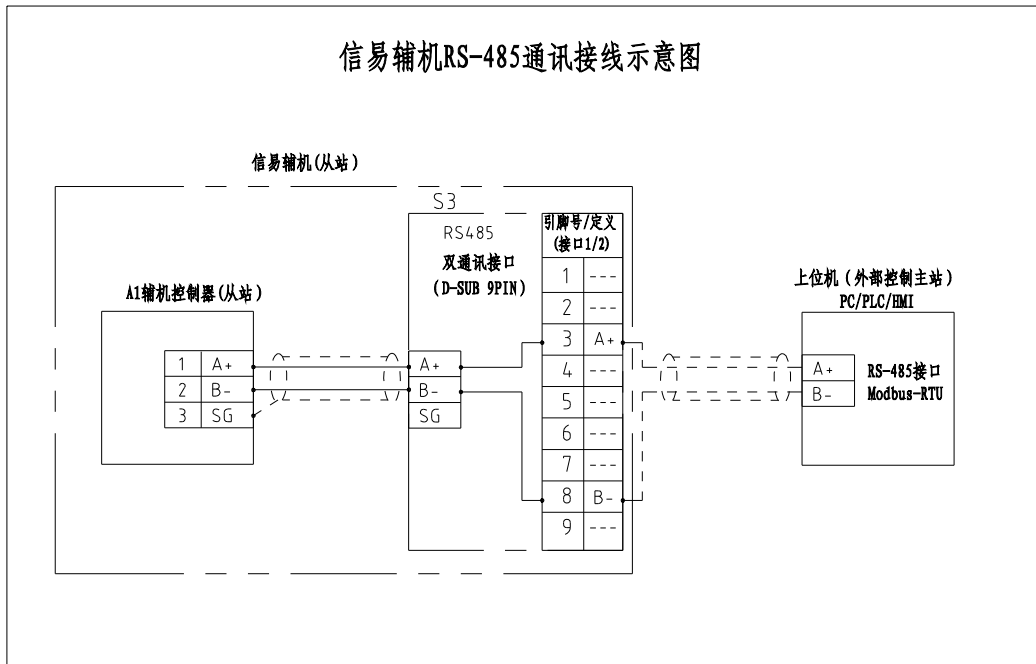 信易辅机RS-485通讯接线示意图
信易辅机(从站)
S3
RS485
双通讯接口
(D-SUB 9PIN)
引脚号/定义
(接口1/2)
1 ---
2 ---
3 A+
4 ---
5 ---
6 ---
7 ---
8 B-
9 ---
A1辅机控制器(从站)
1 A+
2 B-
3 SG
A+
B-
SG
上位机(外部控制主站)
PC/PLC/HMI
A+
B-
RS-485接口
Modbus-RTU